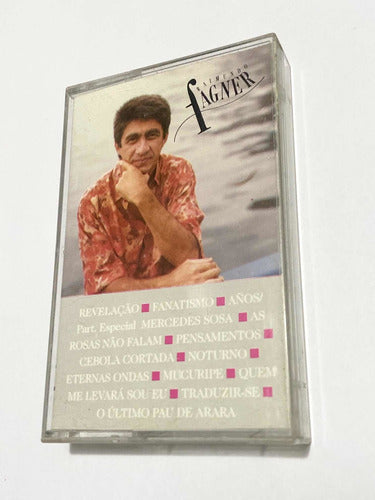 RAIMUNDO
FAGNER
REVELAÇÃO ■ FANATISMO ■ AÑOS/
Part. Especial MERCEDES SOSA ■ AS
ROSAS NÃO FALAM ■ PENSAMENTOS ■
CEBOLA CORTADA ■ NOTURNO ■
ETERNAS ONDAS ■ MUCURIPE ■ QUEM
ME LEVARÁ SOU EU ■ TRADUZIR-SE ■
O ÚLTIMO PAU DE ARARA